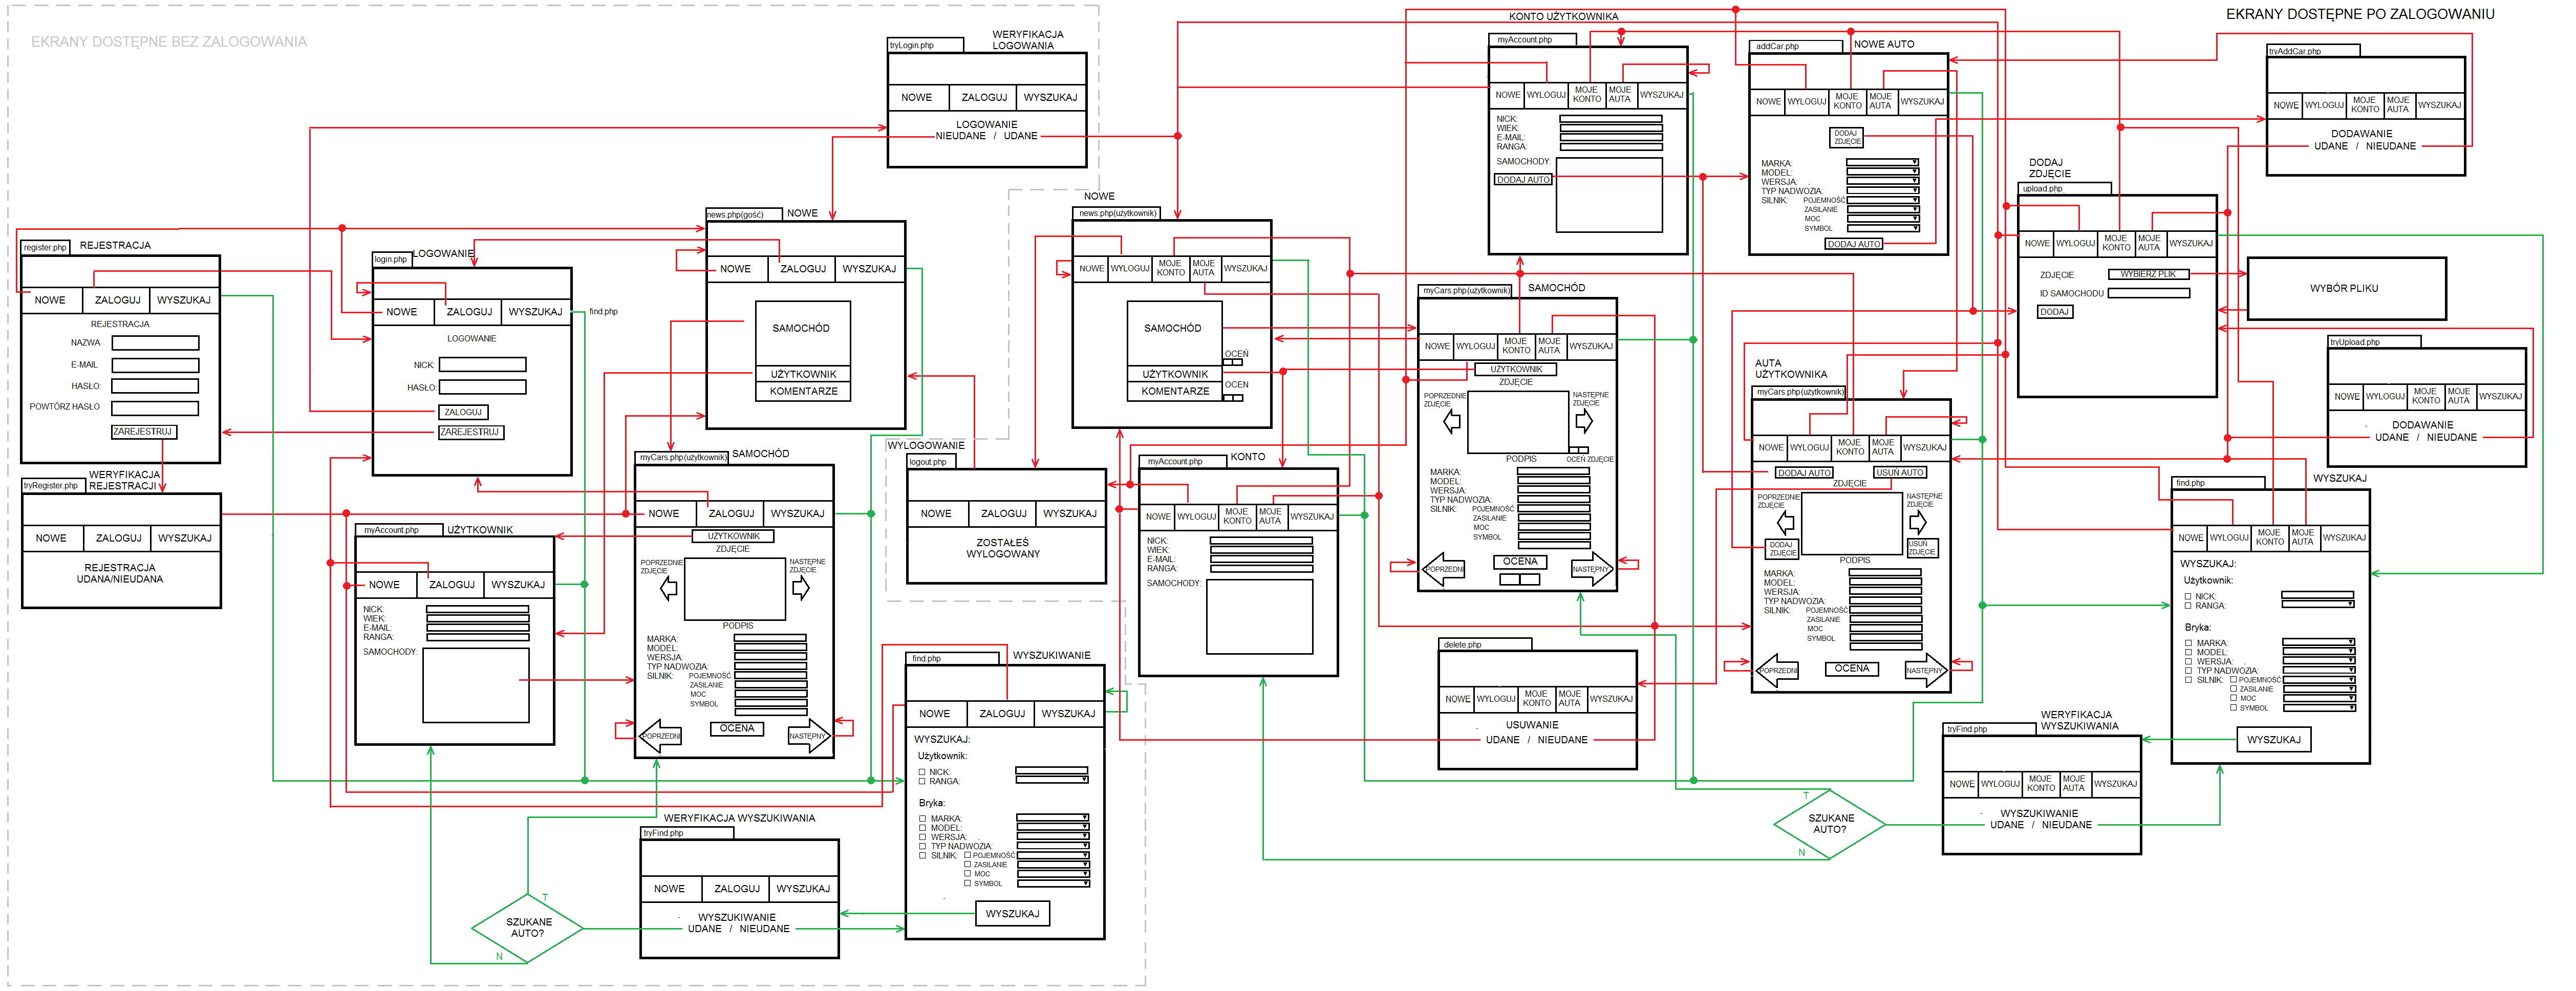 EKRANY DOSTĘPNE BEZ ZALOGOWANIA
EKRANY DOSTĘPNE PO ZALOGOWANIU
tryLogin.php
WERYFIKACJA
LOGOWANIA
NOWE
ZALOGUJ
WYSZUKAJ
LOGOWANIE
NIEUDANE / UDANE
register.php
REJESTRACJA
NOWE
ZALOGUJ
WYSZUKAJ
REJESTRACJA
NAZWA
E-MAIL
HASŁO:
POWTÓRZ HASŁO
ZAREJESTRUJ
login.php
LOGOWANIE
NOWE
ZALOGUJ
WYSZUKAJ
find.php
LOGOWANIE
NICK:
HASŁO:
ZALOGUJ
ZAREJESTRUJ
news.php(gość)
NOWE
NOWE
ZALOGUJ
WYSZUKAJ
SAMOCHÓD
UŻYTKOWNIK
KOMENTARZE
WERYFIKACJA
REJESTRACJI
tryRegister.php
NOWE
ZALOGUJ
WYSZUKAJ
REJESTRACJA
UDANA/NIEUDANA
myAccount.php
UŻYTKOWNIK
NOWE
ZALOGUJ
WYSZUKAJ
NICK:
WIEK:
E-MAIL:
RANGA:
SAMOCHODY:
myCars.php(użytkownik)
SAMOCHÓD
NOWE
ZALOGUJ
WYSZUKAJ
UŻYTKOWNIK
ZDJĘCIE
POPRZEDNIE
ZDJĘCIE
NASTĘPNE
ZDJĘCIE
PODPIS
MARKA:
MODEL:
WERSJA:
TYP NADWOZIA:
SILNIK:
POJEMNOŚĆ
ZASILANIE
MOC
SYMBOL
POPRZEDNI
OCENA
NASTĘPNY
WYLOGOWANIE
logout.php
NOWE
ZALOGUJ
WYSZUKAJ
ZOSTAŁEŚ
WYLOGOWANY
find.php
WYSZUKIWANIE
NOWE
ZALOGUJ
WYSZUKAJ
WYSZUKAJ:
Użytkownik:
NICK:
RANGA:
Bryka:
MARKA:
MODEL:
WERSJA:
TYP NADWOZIA:
SILNIK:
POJEMNOŚĆ
ZASILANIE
MOC
SYMBOL
WYSZUKAJ
WERYFIKACJA WYSZUKIWANIA
tryFind.php
NOWE
ZALOGUJ
WYSZUKAJ
WYSZUKIWANIE
UDANE / NIEUDANE
SZUKANE
AUTO?
T
N
NOWE
news.php(użytkownik)
NOWE
WYLOGUJ
MOJE
KONTO
MOJE
AUTA
WYSZUKAJ
SAMOCHÓD
OCEŃ
UŻYTKOWNIK
OCEN
KOMENTARZE
myAccount.php
KONTO
NOWE
WYLOGUJ
MOJE
KONTO
MOJE
AUTA
WYSZUKAJ
NICK:
WIEK:
E-MAIL:
RANGA:
SAMOCHODY:
KONTO UŻYTKOWNIKA
myAccount.php
NOWE
WYLOGUJ
MOJE
KONTO
MOJE
AUTA
WYSZUKAJ
NICK:
WIEK:
E-MAIL:
RANGA:
SAMOCHODY:
DODAJ AUTO
addCar.php
NOWE AUTO
NOWE
WYLOGUJ
MOJE
KONTO
MOJE
AUTA
WYSZUKAJ
DODAJ
ZDJĘCIE
MARKA:
MODEL:
WERSJA:
TYP NADWOZIA:
SILNIK:
POJEMNOŚĆ
ZASILANIE
MOC
SYMBOL
DODAJ AUTO
tryAddCar.php
NOWE
WYLOGUJ
MOJE
KONTO
MOJE
AUTA
WYSZUKAJ
DODAWANIE
UDANE / NIEUDANE
DODAJ
ZDJĘCIE
upload.php
NOWE
WYLOGUJ
MOJE
KONTO
MOJE
AUTA
WYSZUKAJ
ZDJĘCIE
WYBIERZ PLIK
ID SAMOCHODU
DODAJ
WYBÓR PLIKU
tryUpload.php
NOWE
WYLOGUJ
MOJE
KONTO
MOJE
AUTA
WYSZUKAJ
DODAWANIE
UDANE / NIEUDANE
myCars.php(użytkownik)
SAMOCHÓD
NOWE
WYLOGUJ
MOJE
KONTO
MOJE
AUTA
WYSZUKAJ
UŻYTKOWNIK
ZDJĘCIE
POPRZEDNIE
ZDJĘCIE
NASTĘPNE
ZDJĘCIE
PODPIS
OCEŃ ZDJĘCIE
MARKA:
MODEL:
WERSJA:
TYP NADWOZIA:
SILNIK:
POJEMNOŚĆ
ZASILANIE
MOC
SYMBOL
POPRZEDNI
OCENA
NASTĘPNY
AUTA
UŻYTKOWNIKA
myCars.php(użytkownik)
NOWE
WYLOGUJ
MOJE
KONTO
MOJE
AUTA
WYSZUKAJ
DODAJ AUTO
USUŃ AUTO
ZDJĘCIE
POPRZEDNIE
ZDJĘCIE
NASTĘPNE
ZDJĘCIE
DODAJ
ZDJĘCIE
USUŃ
ZDJĘCIE
PODPIS
MARKA:
MODEL:
WERSJA:
TYP NADWOZIA:
SILNIK:
POJEMNOŚĆ
ZASILANIE
MOC
SYMBOL
POPRZEDNI
OCENA
NASTĘPNY
delete.php
NOWE
WYLOGUJ
MOJE
KONTO
MOJE
AUTA
WYSZUKAJ
USUWANIE
UDANE / NIEUDANE
WYSZUKAJ
find.php
NOWE
WYLOGUJ
MOJE
KONTO
MOJE
AUTA
WYSZUKAJ
WYSZUKAJ:
Użytkownik:
NICK:
RANGA:
Bryka:
MARKA:
MODEL:
WERSJA:
TYP NADWOZIA:
SILNIK:
POJEMNOŚĆ
ZASILANIE
MOC
SYMBOL
WYSZUKAJ
WERYFIKACJA
WYSZUKIWANIA
tryFind.php
NOWE
WYLOGUJ
MOJE
KONTO
MOJE
AUTA
WYSZUKAJ
WYSZUKIWANIE
UDANE / NIEUDANE
SZUKANE
AUTO?
T
N